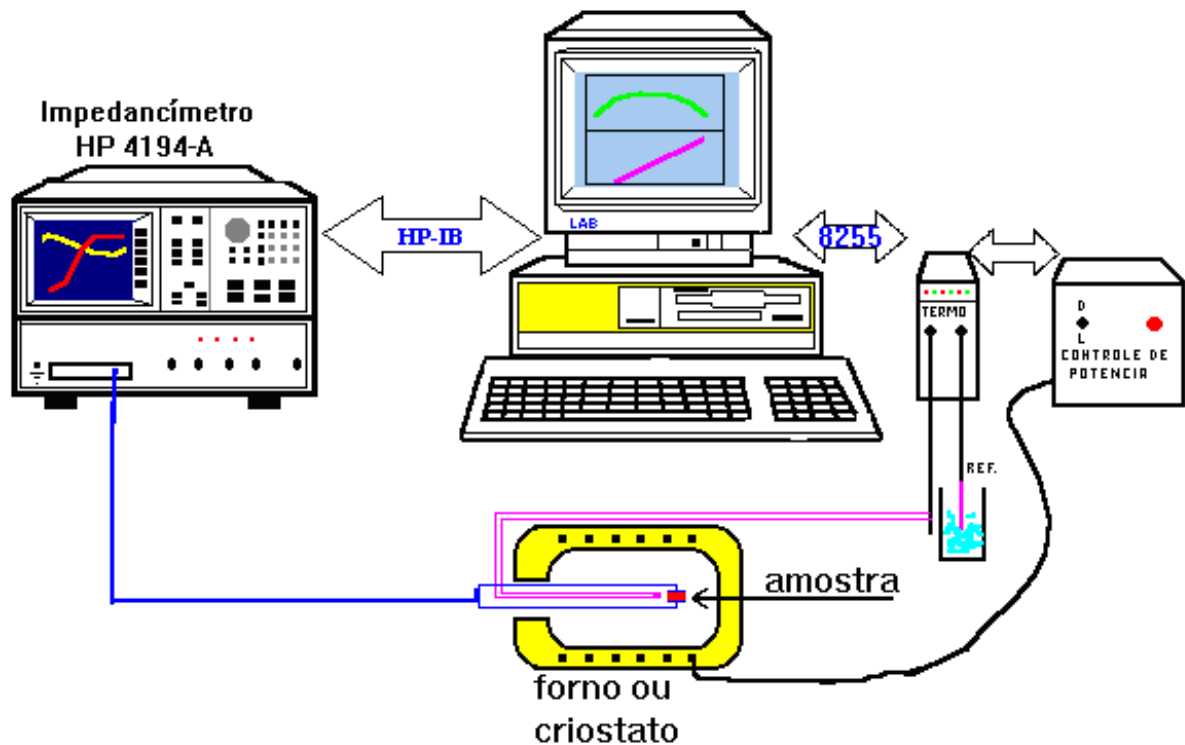 Impedancímetro
HP 4194-A
HP-IB
LAB
8255
TERMO
D
L
CONTROLE DE
POTENCIA
REF.
amostra
forno ou
criostato